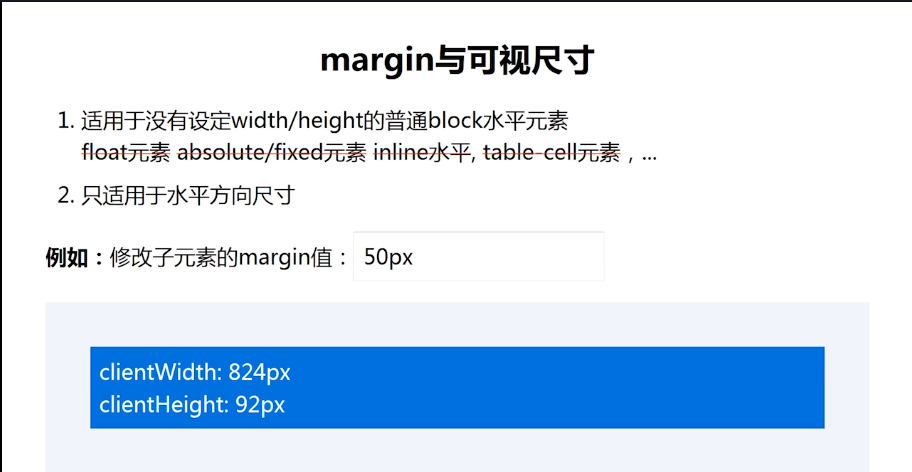 margin与可视尺寸
1. 适用于没有设定width/height的普通block水平元素
float元素 absolute/fixed元素 inline水平, table-cell元素，...
2. 只适用于水平方向尺寸
例如：修改子元素的margin值： 50px
clientWidth: 824px
clientHeight: 92px